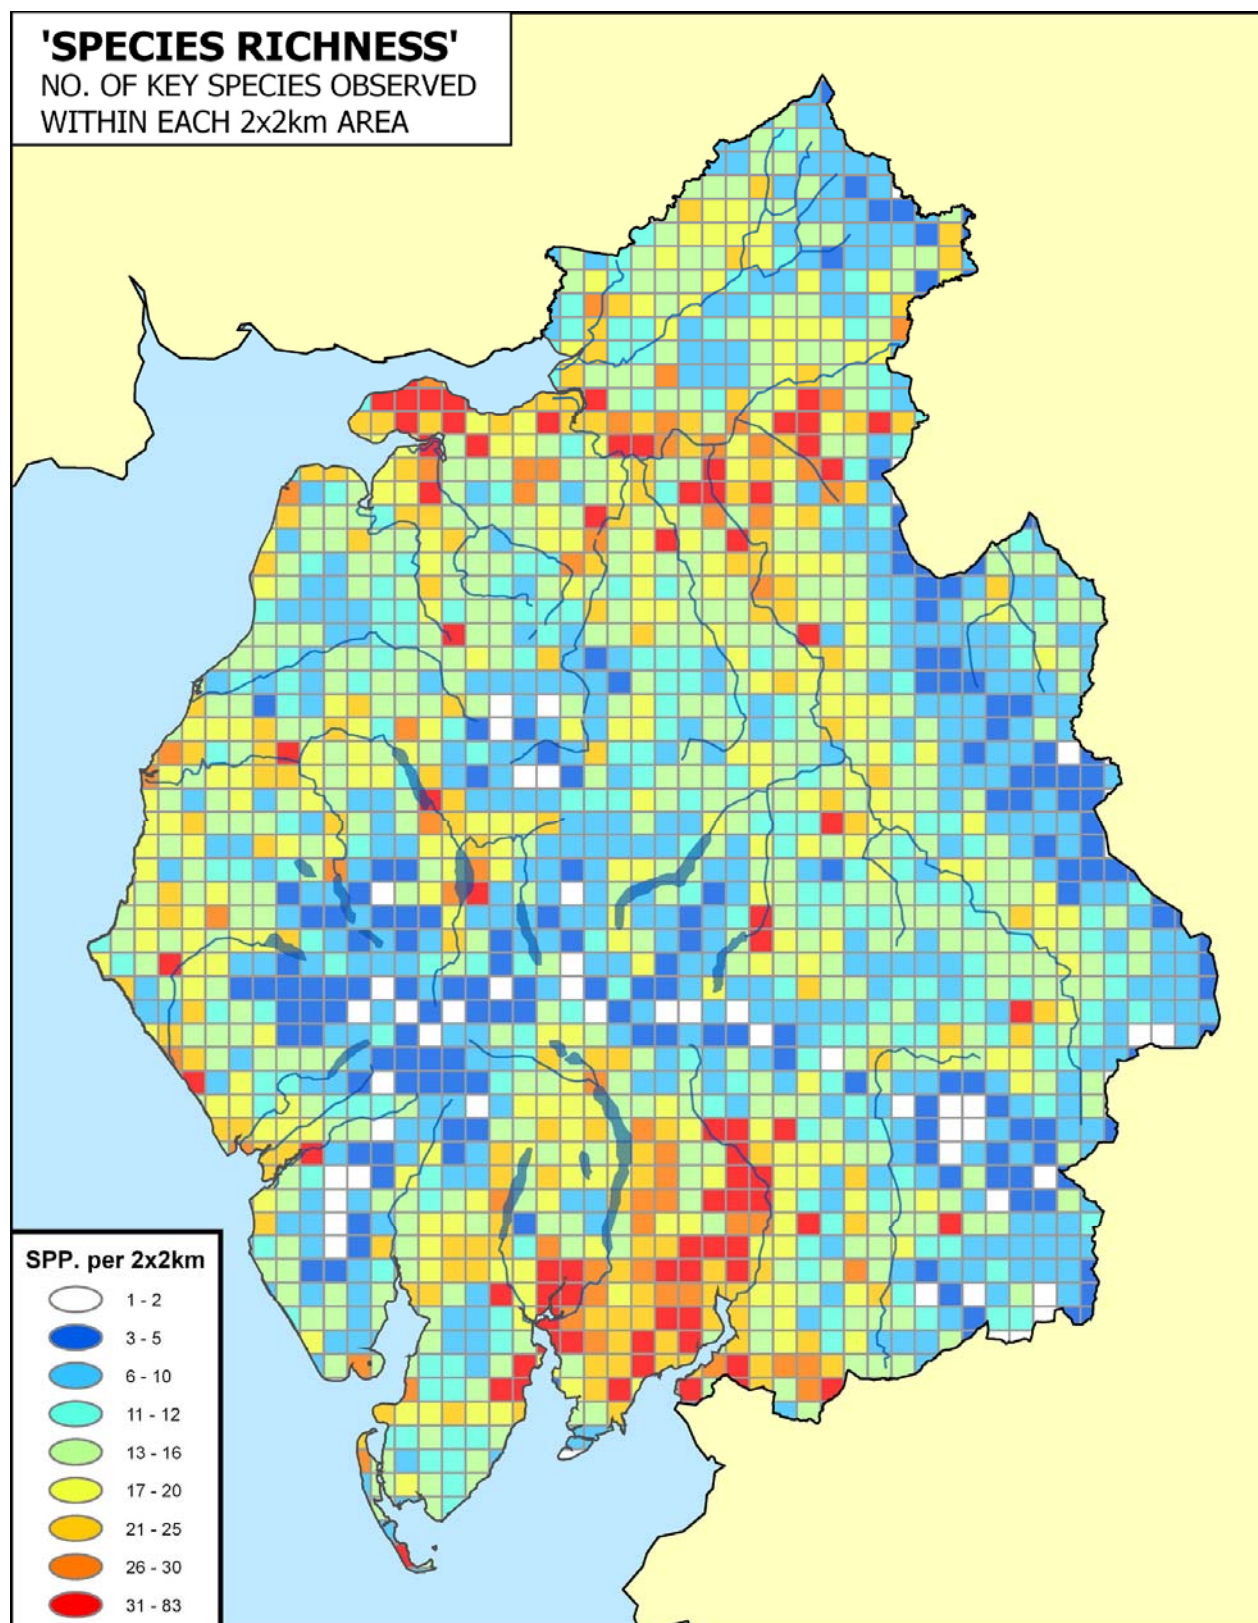 'SPECIES RICHNESS'
NO. OF KEY SPECIES OBSERVED
WITHIN EACH 2x2km AREA
SPP. per 2x2km
1 - 2
3 - 5
6 - 10
11 - 12
13 - 16
17 - 20
21 - 25
26 - 30
31 - 83